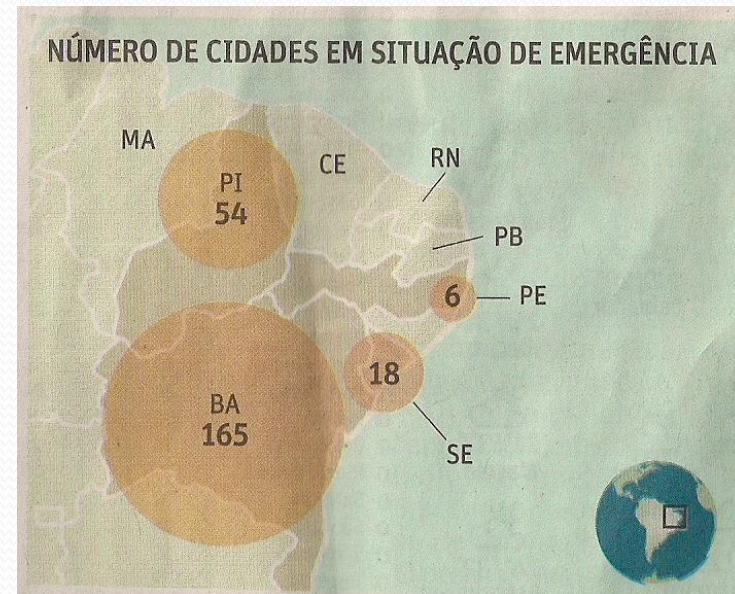 NÚMERO DE CIDADES EM SITUAÇÃO DE EMERGÊNCIA
MA
PI
54
CE
RN
PB
6
PE
18
SE
BA
165